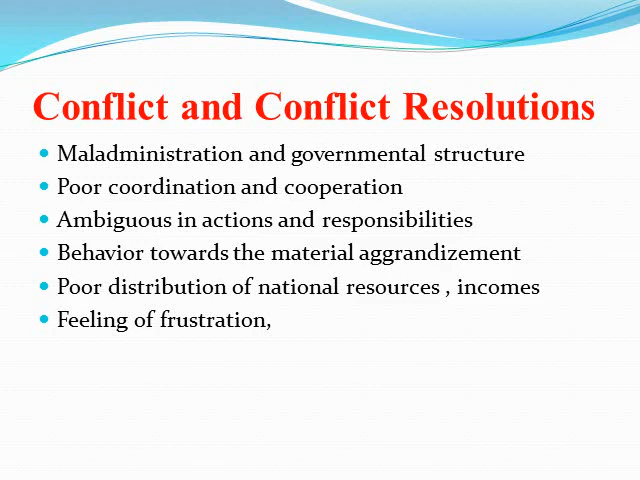 Conflict and Conflict Resolutions
Maladministration and governmental structure
Poor coordination and cooperation
Ambiguous in actions and responsibilities
Behavior towards the material aggrandizement
Poor distribution of national resources , incomes
Feeling of frustration,